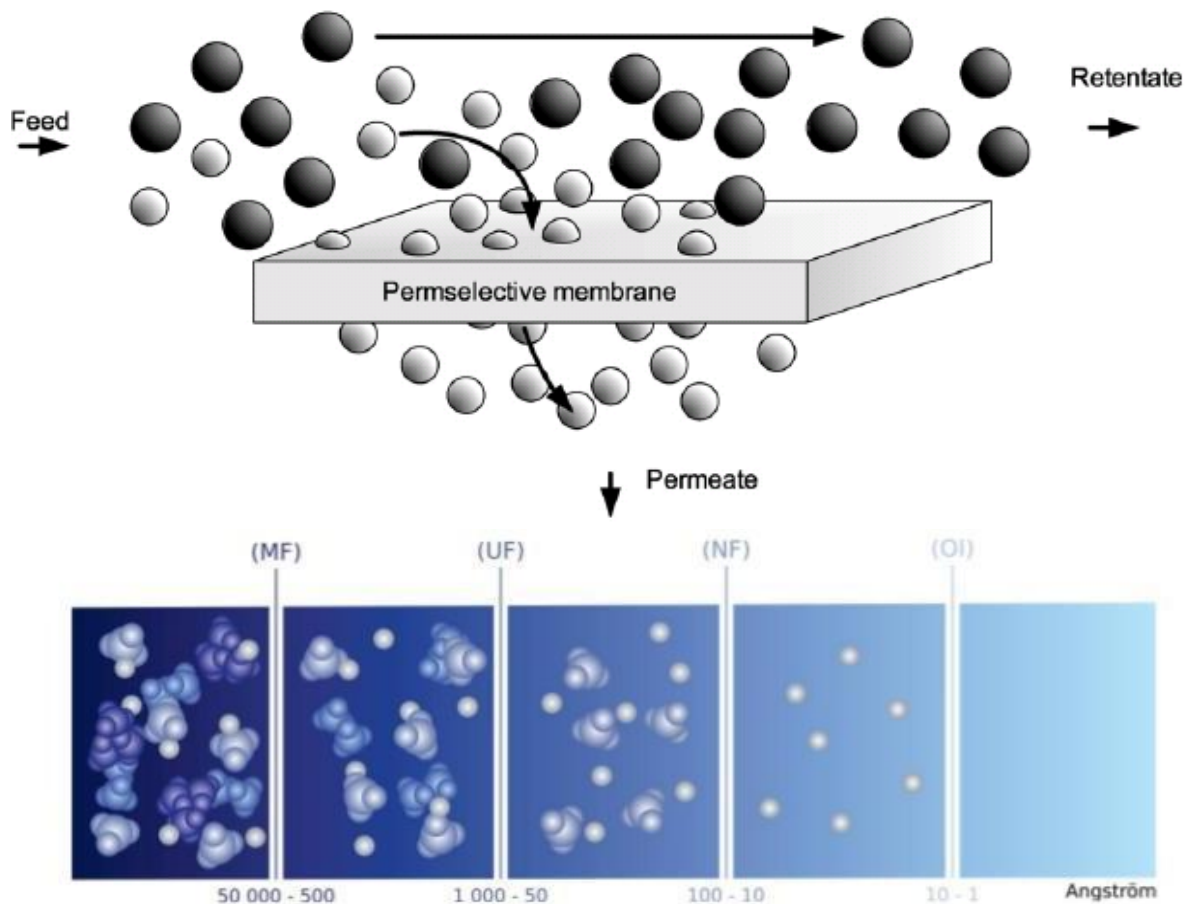 Feed
Retentate
Permselective membrane
Permeate
(MF) (UF) (NF) (OI)
50 000 - 500 1 000 - 50 100 - 10 10 - 1 Angström